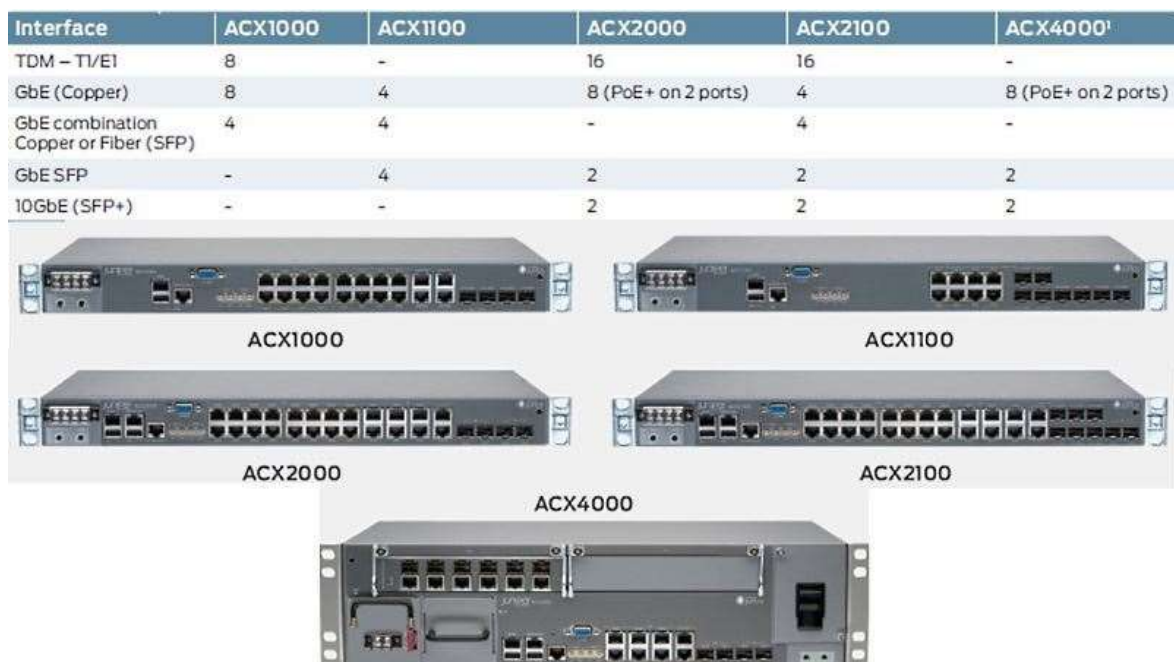 Interface ACX1000 ACX1100 ACX2000 ACX2100 ACX4000¹
TDM – T1/E1 8 - 16 16 -
GbE (Copper) 8 4 8 (PoE+ on 2 ports) 4 8 (PoE+ on 2 ports)
GbE combination
Copper or Fiber (SFP) 4 4 - 4 -
GbE SFP - 4 2 2 2
10GbE (SFP+) - - 2 2 2
ACX1000 ACX1100
ACX2000 ACX2100
ACX4000